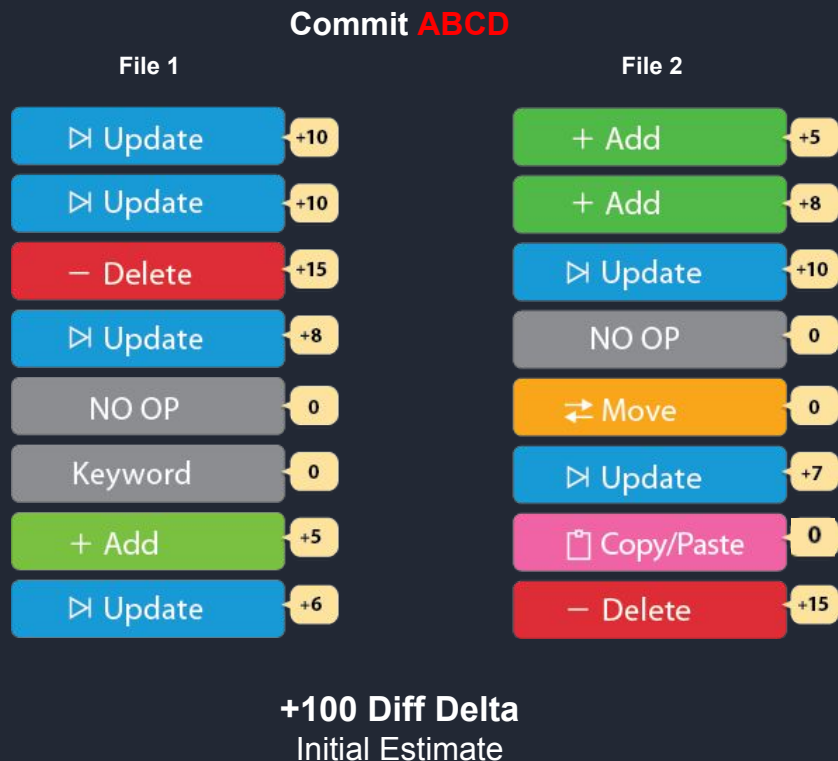 Commit ABCD
File 1
Update +10
Update +10
− Delete +15
Update +8
NO OP 0
Keyword 0
+ Add +5
Update +6
File 2
+ Add +5
+ Add +8
Update +10
NO OP 0
Move 0
Update +7
Copy/Paste 0
− Delete +15
+100 Diff Delta
Initial Estimate